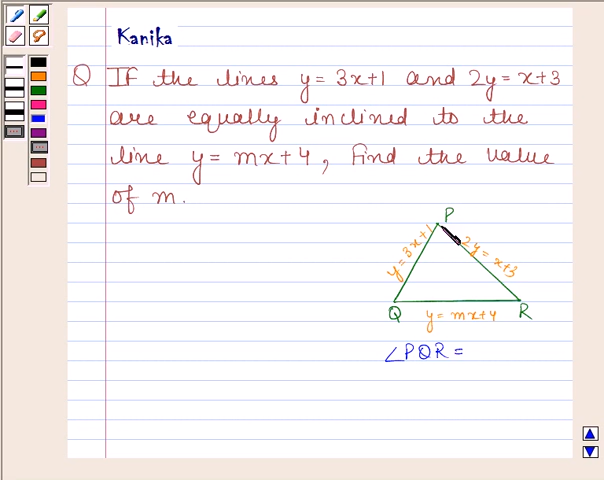 Kanika
Q If the lines y = 3x+1 and 2y = x+3
are equally inclined to the
line y = mx+4, Find the value
of m.
P
y = 3x+1
2y = x+3
Q
R
y = mx+4
∠PQR =